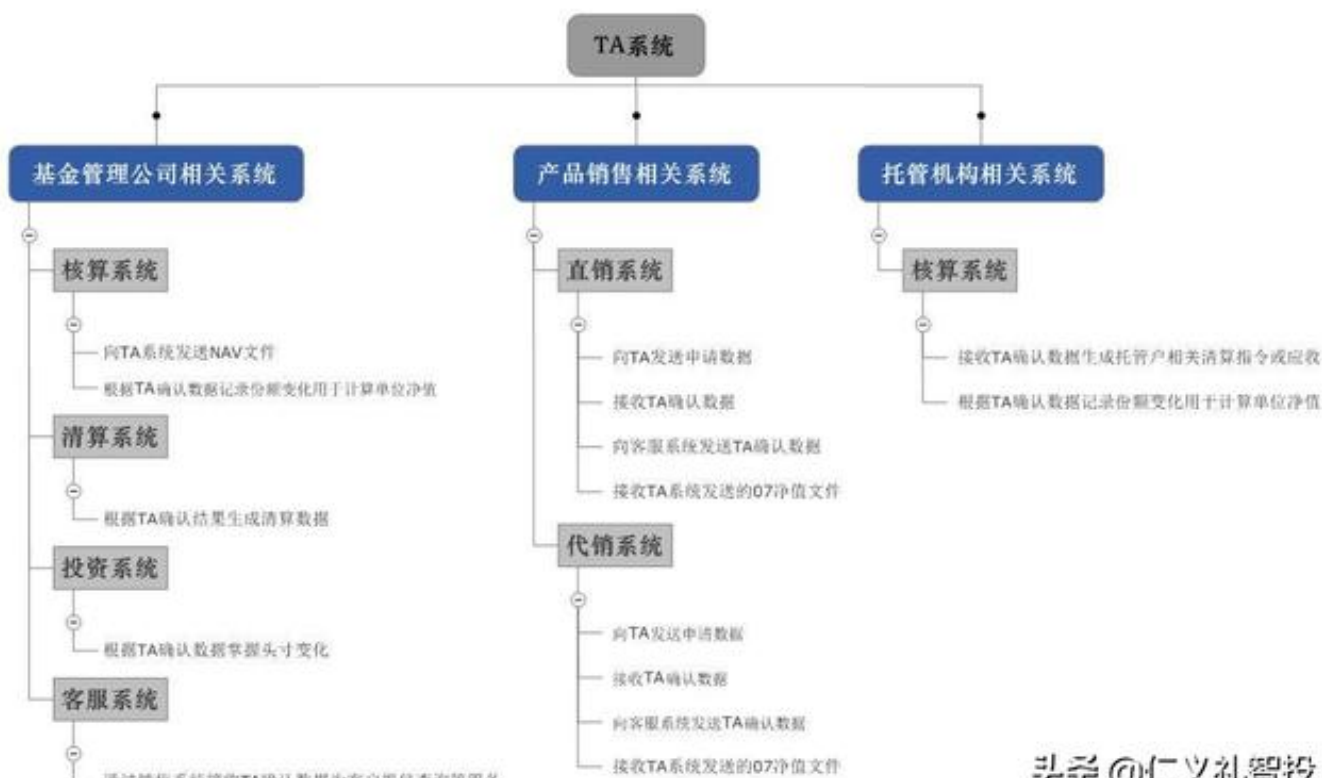 TA系统
基金管理公司相关系统
核算系统
向TA系统发送NAV文件
根据TA确认数据记录份额变化用于计算单位净值
清算系统
根据TA确认结果生成清算数据
投资系统
根据TA确认数据掌握头寸变化
客服系统
产品销售相关系统
直销系统
向TA发送申请数据
接收TA确认数据
向客服系统发送TA确认数据
接收TA系统发送的07净值文件
代销系统
向TA发送申请数据
接收TA确认数据
向客服系统发送TA确认数据
接收TA系统发送的07净值文件
托管机构相关系统
核算系统
接收TA确认数据生成托管户相关清算指令或应收
根据TA确认数据记录份额变化用于计算单位净值
头条 @仁义礼智投